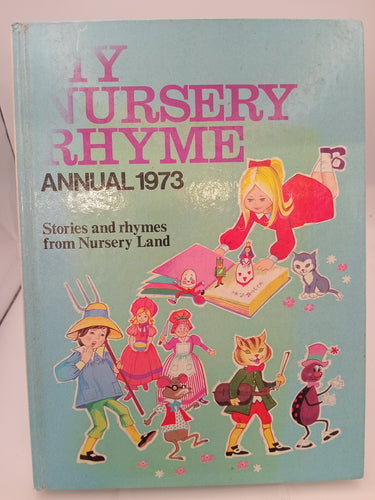 MY
NURSERY
RHYME
ANNUAL 1973
Stories and rhymes
from Nursery Land